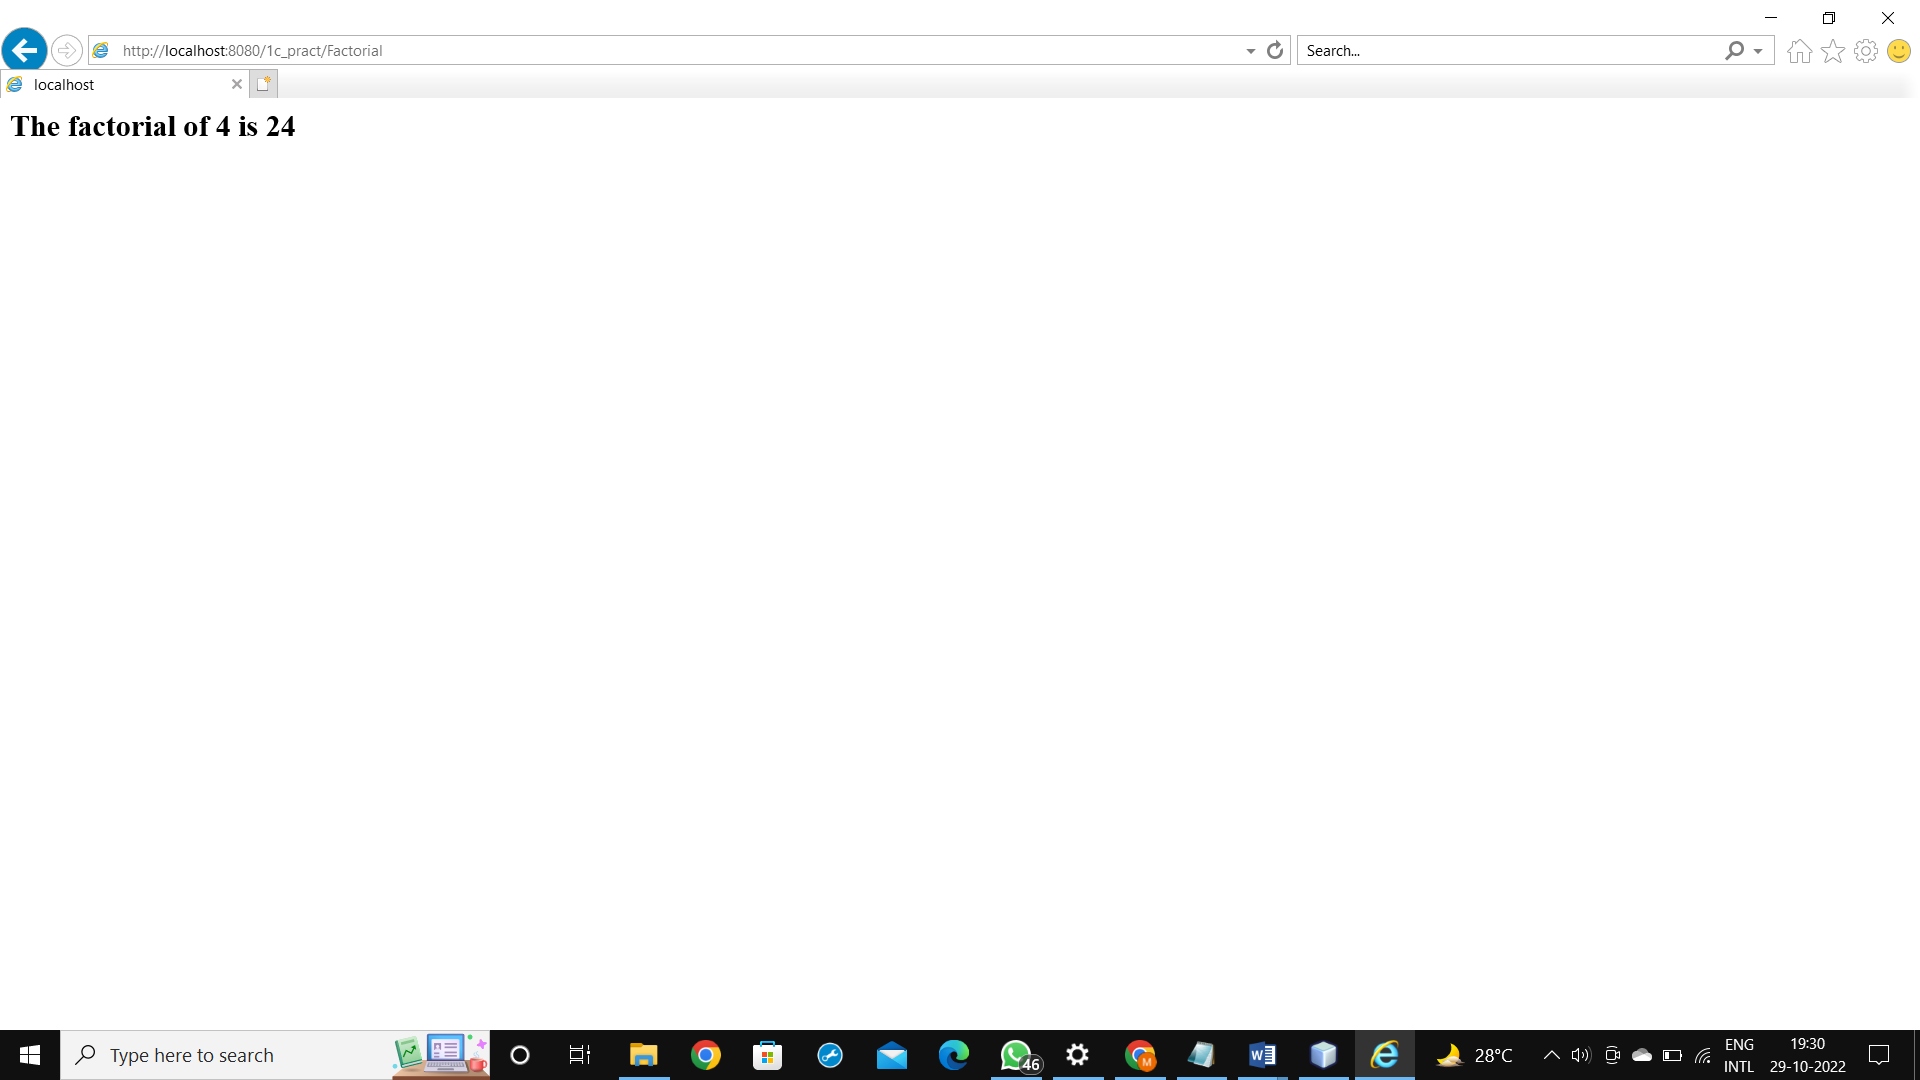 http://localhost:8080/1c_pract/Factorial
Search...
localhost
The factorial of 4 is 24
Type here to search
46
M
W
28°C
ENG
INTL
19:30
29-10-2022